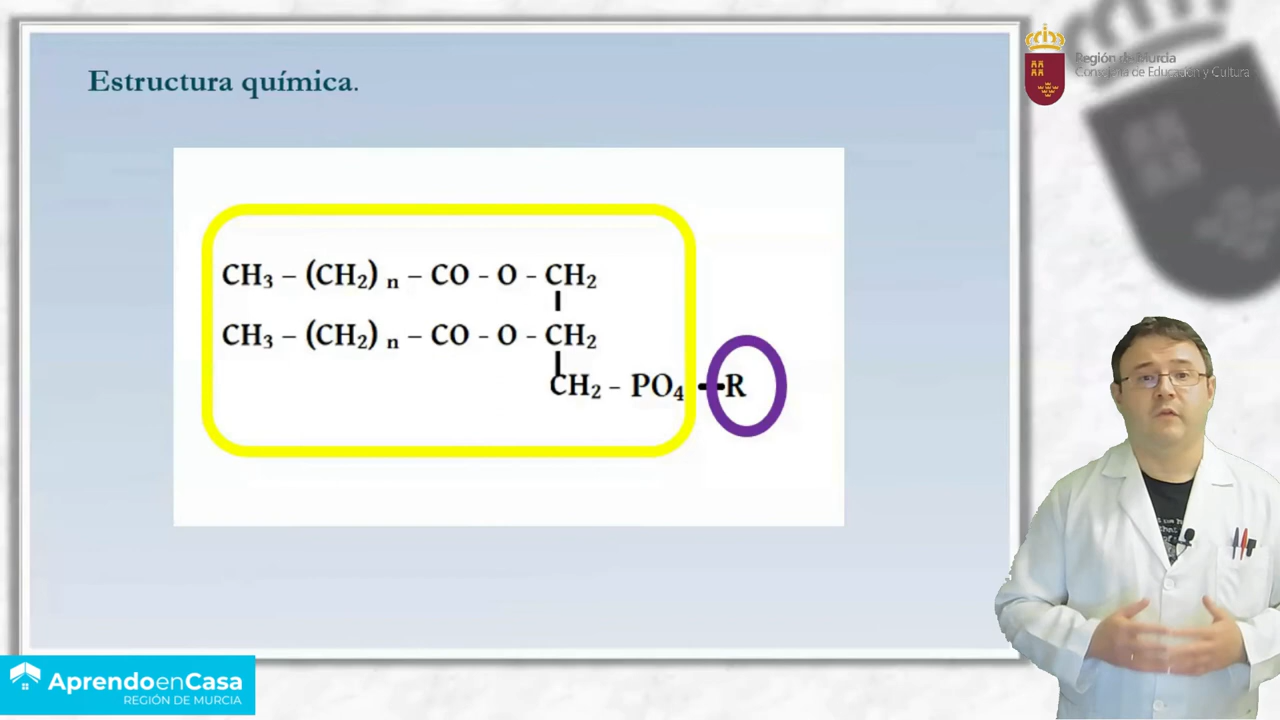 Estructura química.
Región de Murcia
Consejería de Educación y Cultura
CH₃ – (CH₂) n – CO - O - CH₂
CH₃ – (CH₂) n – CO - O - CH₂
CH₂ - PO₄ - R
AprendoenCasa
REGIÓN DE MURCIA